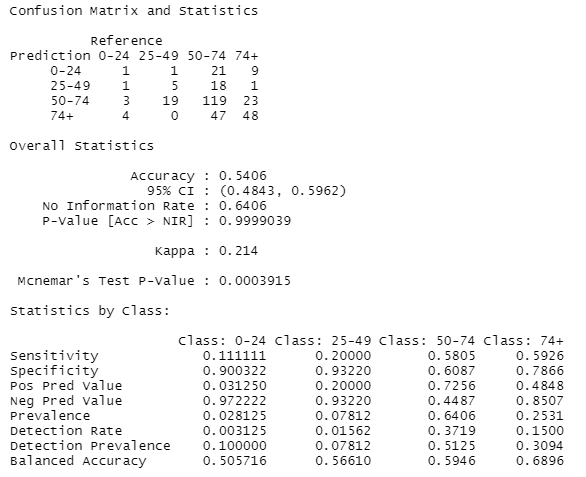 Confusion Matrix and Statistics
Reference
Prediction 0-24 25-49 50-74 74+
0-24 1 1 21 9
25-49 1 5 18 1
50-74 3 19 119 23
74+ 4 0 47 48
Overall Statistics
Accuracy : 0.5406
95% CI : (0.4843, 0.5962)
No Information Rate : 0.6406
P-Value [Acc > NIR] : 0.9999039
Kappa : 0.214
Mcnemar's Test P-Value : 0.0003915
Statistics by Class:
Class: 0-24 Class: 25-49 Class: 50-74 Class: 74+
Sensitivity 0.111111 0.20000 0.5805 0.5926
Specificity 0.900322 0.93220 0.6087 0.7866
Pos Pred Value 0.031250 0.20000 0.7256 0.4848
Neg Pred Value 0.972222 0.93220 0.4487 0.8507
Prevalence 0.028125 0.07812 0.6406 0.2531
Detection Rate 0.003125 0.01562 0.3719 0.1500
Detection Prevalence 0.100000 0.07812 0.5125 0.3094
Balanced Accuracy 0.505716 0.56610 0.5946 0.6896